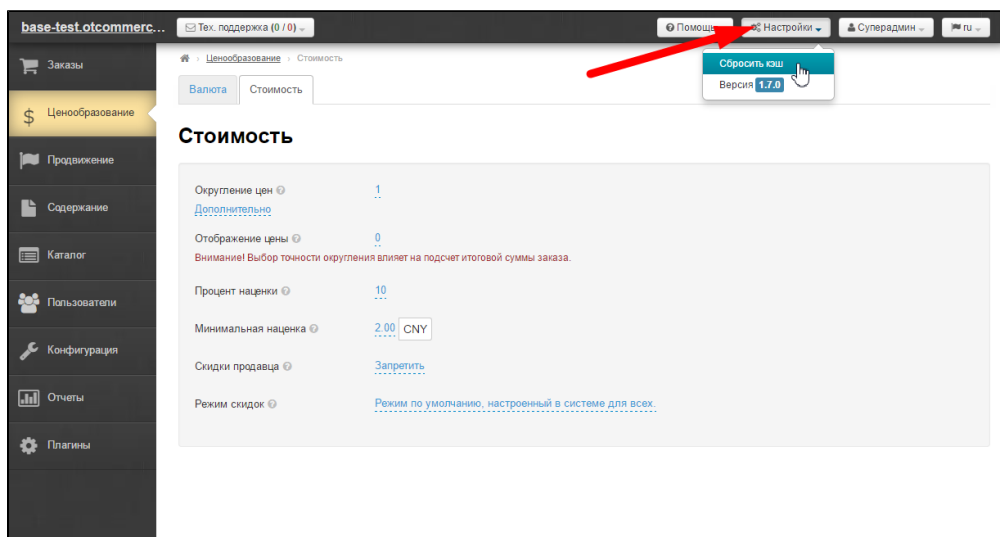 base-test.otcommerc...
Тех. поддержка (0 / 0)
Помощь
Настройки
Суперадмин
ru
Сбросить кэш
Версия 1.7.0
Заказы
Ценообразование
Продвижение
Содержание
Каталог
Пользователи
Конфигурация
Отчеты
Плагины
Ценообразование
Стоимость
Валюта
Стоимость
Стоимость
Округление цен
1
Дополнительно
Отображение цены
0
Внимание! Выбор точности округления влияет на подсчет итоговой суммы заказа.
Процент наценки
10
Минимальная наценка
2.00 CNY
Скидки продавца
Запретить
Режим скидок
Режим по умолчанию, настроенный в системе для всех.